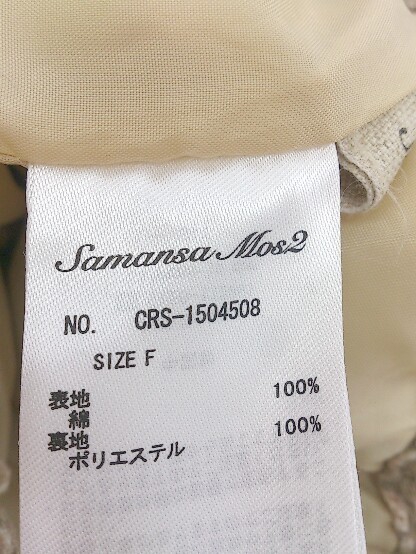 Samansa Mos2
NO. CRS-1504508
SIZE F
表地
綿 100%
裏地
ポリエステル 100%